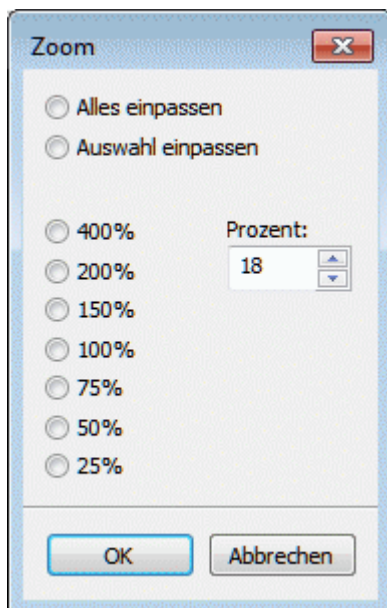 Zoom
Alles einpassen
Auswahl einpassen
400%
Prozent:
200%
18
150%
100%
75%
50%
25%
OK
Abbrechen